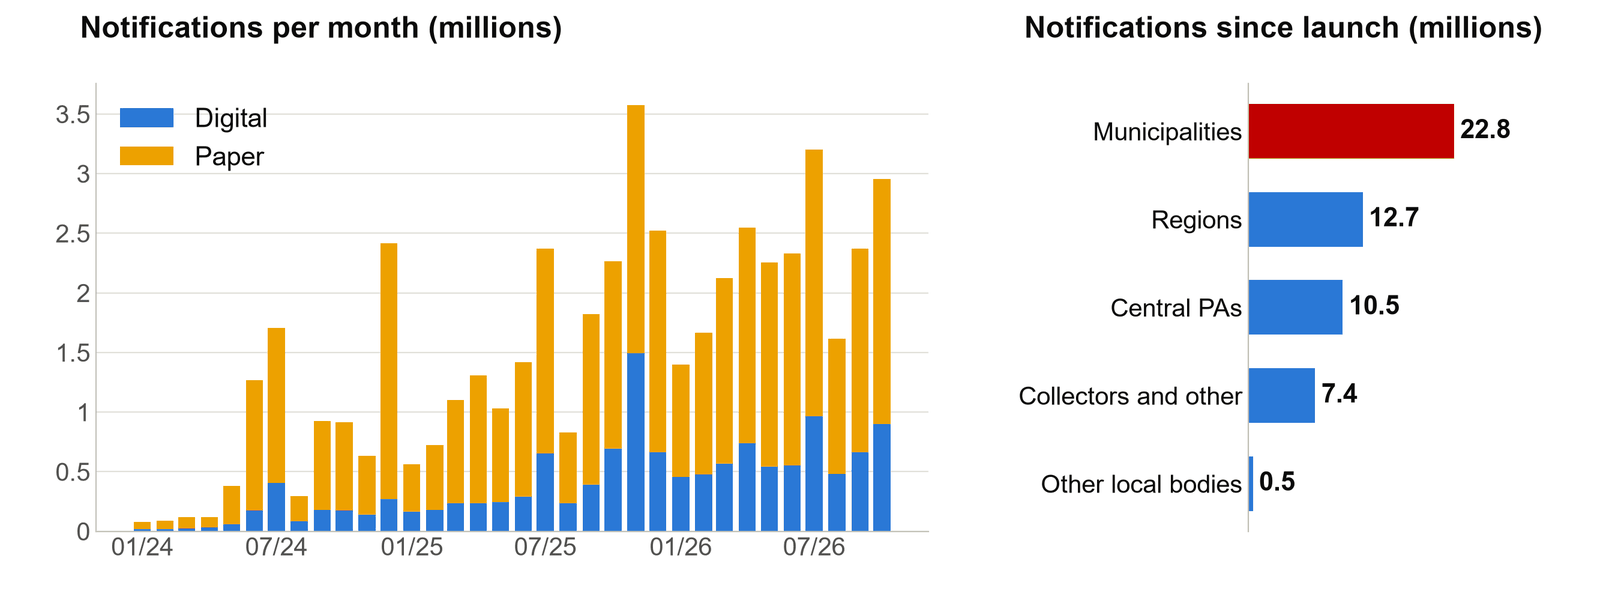 Notifications per month (millions)
3.5
3
2.5
2
1.5
1
0.5
0
Digital
Paper
01/24
07/24
01/25
07/25
01/26
07/26
Notifications since launch (millions)
Municipalities 22.8
Regions 12.7
Central PAs 10.5
Collectors and other 7.4
Other local bodies 0.5